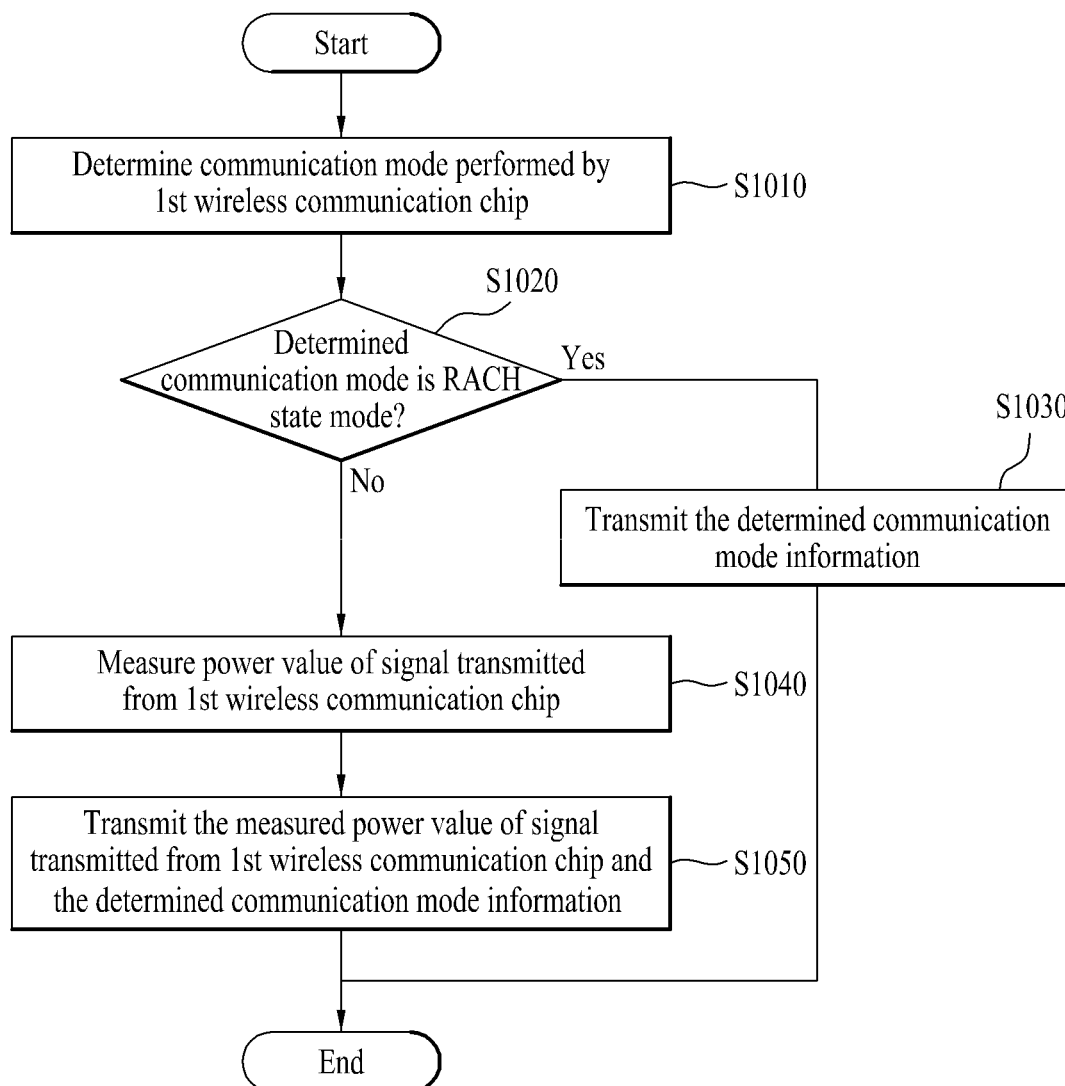 Start
Determine communication mode performed by
1st wireless communication chip
S1010
S1020
Determined
communication mode is RACH
state mode?
Yes
No
S1030
Transmit the determined communication
mode information
Measure power value of signal transmitted
from 1st wireless communication chip
S1040
Transmit the measured power value of signal
transmitted from 1st wireless communication chip and
the determined communication mode information
S1050
End